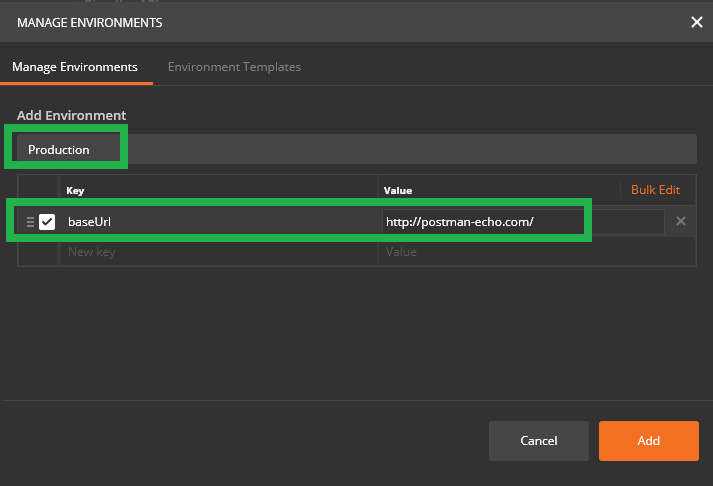 MANAGE ENVIRONMENTS
Manage Environments Environment Templates
Add Environment
Production
Key Value Bulk Edit
baseUrl http://postman-echo.com/
New key Value
Cancel Add